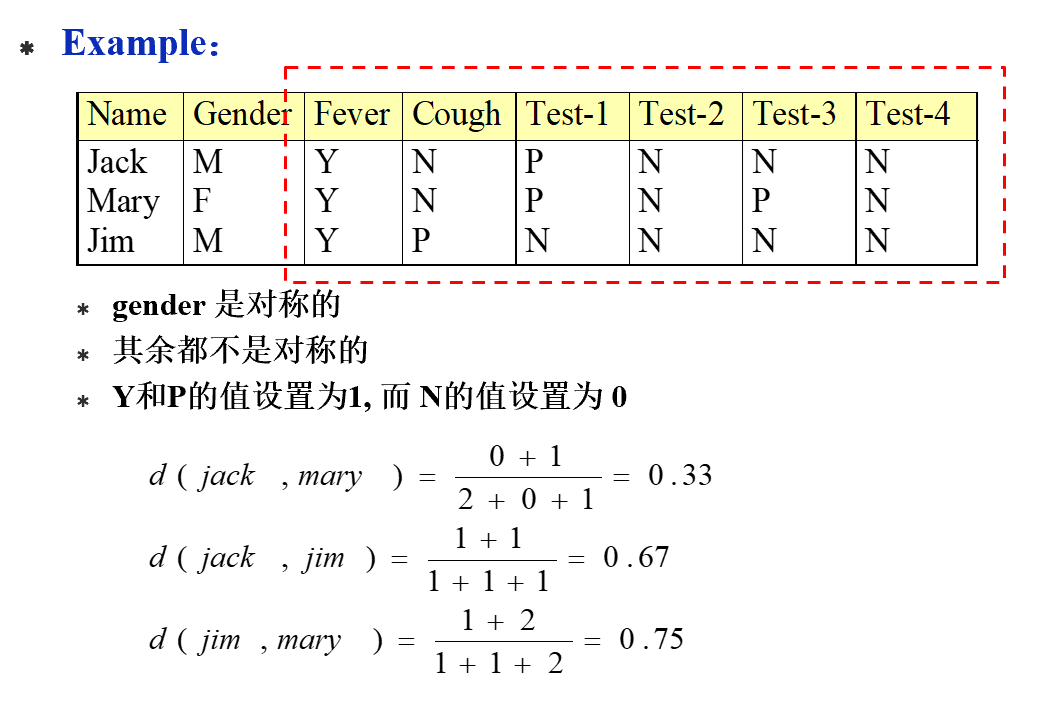 * Example：
Name Gender Fever Cough Test-1 Test-2 Test-3 Test-4
Jack M Y N P N N N
Mary F Y N P N P N
Jim M Y P N N N N
* gender 是对称的
* 其余都不是对称的
* Y和P的值设置为1, 而 N的值设置为 0
d ( jack , mary ) = \frac{0 + 1}{2 + 0 + 1} = 0.33
d ( jack , jim ) = \frac{1 + 1}{1 + 1 + 1} = 0.67
d ( jim , mary ) = \frac{1 + 2}{1 + 1 + 2} = 0.75